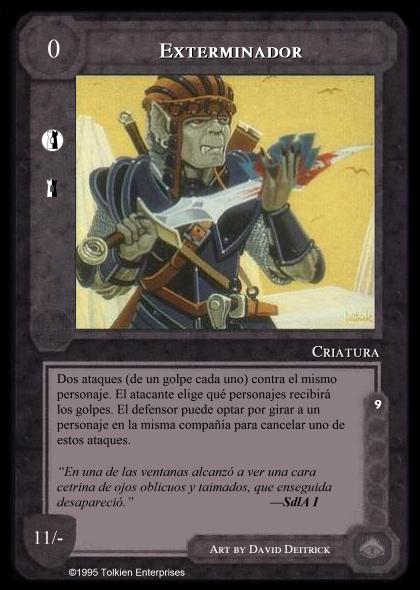 0
EXTERMINADOR
Deitrick
CRIATURA
Dos ataques (de un golpe cada uno) contra el mismo
personaje. El atacante elige qué personajes recibirá
los golpes. El defensor puede optar por girar a un
personaje en la misma compañía para cancelar uno de
estos ataques.
9
“En una de las ventanas alcanzó a ver una cara
cetrina de ojos oblicuos y taimados, que enseguida
desapareció.” —SdlA I
11/-
ART BY DAVID DEITRICK
©1995 Tolkien Enterprises